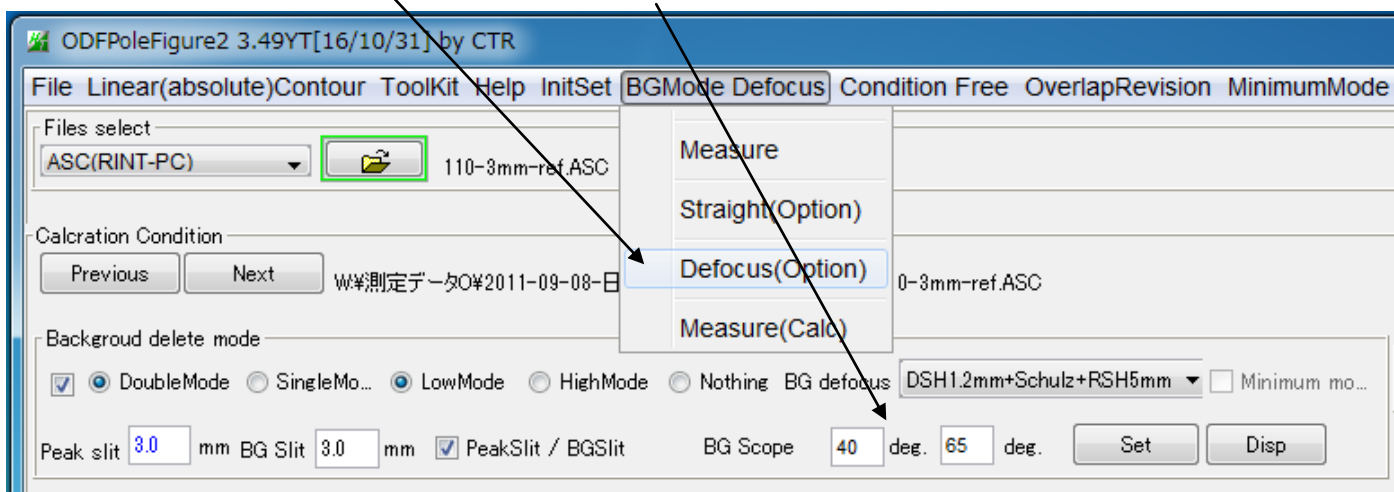 ODFPoleFigure2 3.49YT[16/10/31] by CTR
File Linear(absolute)Contour ToolKit Help InitSet BGMode Defocus Condition Free OverlapRevision MinimumMode
Files select
ASC(RINT-PC) 110-3mm-ref.ASC
Measure
Straight(Option)
Calcration Condition
Previous Next W:¥測定データO¥2011-09-08-日 0-3mm-ref.ASC
Defocus(Option)
Measure(Calc)
Backgroud delete mode
DoubleMode SingleMo... LowMode HighMode Nothing BG defocus DSH1.2mm+Schulz+RSH5mm Minimum mo...
Peak slit 3.0 mm BG Slit 3.0 mm PeakSlit / BGSlit BG Scope 40 deg. 65 deg. Set Disp